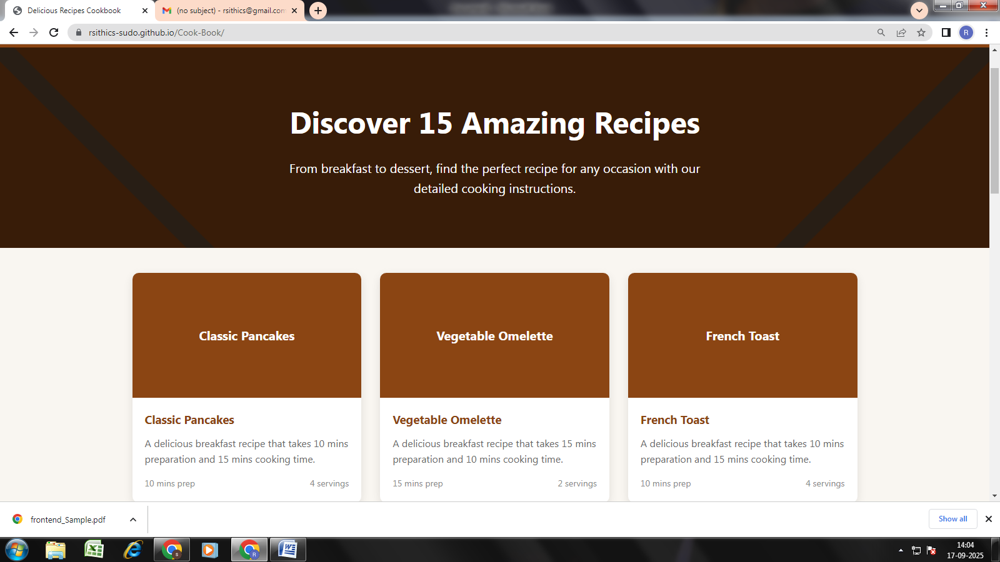 Delicious Recipes Cookbook
(no subject) - rsithics@gmail.com
rsithics-sudo.github.io/Cook-Book/
R
Discover 15 Amazing Recipes
From breakfast to dessert, find the perfect recipe for any occasion with our
detailed cooking instructions.
Classic Pancakes
Vegetable Omelette
French Toast
Classic Pancakes
A delicious breakfast recipe that takes 10 mins
preparation and 15 mins cooking time.
10 mins prep
4 servings
Vegetable Omelette
A delicious breakfast recipe that takes 15 mins
preparation and 10 mins cooking time.
15 mins prep
2 servings
French Toast
A delicious breakfast recipe that takes 10 mins
preparation and 15 mins cooking time.
10 mins prep
4 servings
frontend_Sample.pdf
Show all
S
R
14:04
17-09-2025